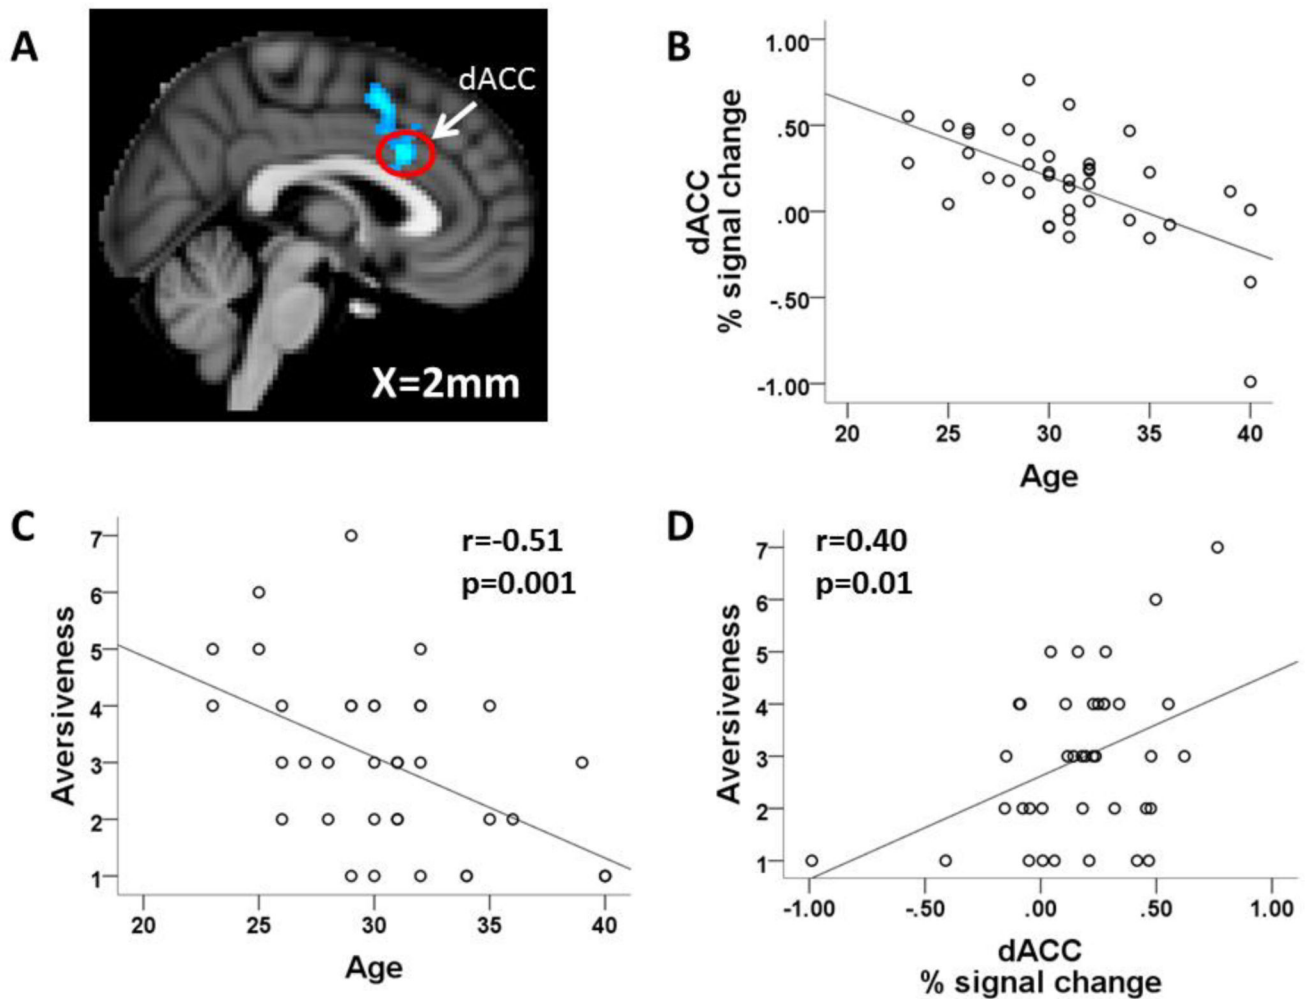 A
dACC
X=2mm
B
dACC
% signal change
1.00
.50
.00
-.50
-1.00
20 25 30 35 40
Age
C
r=-0.51
p=0.001
Aversiveness
7
6
5
4
3
2
1
20 25 30 35 40
Age
D
r=0.40
p=0.01
Aversiveness
7
6
5
4
3
2
1
-1.00 -.50 .00 .50 1.00
dACC
% signal change